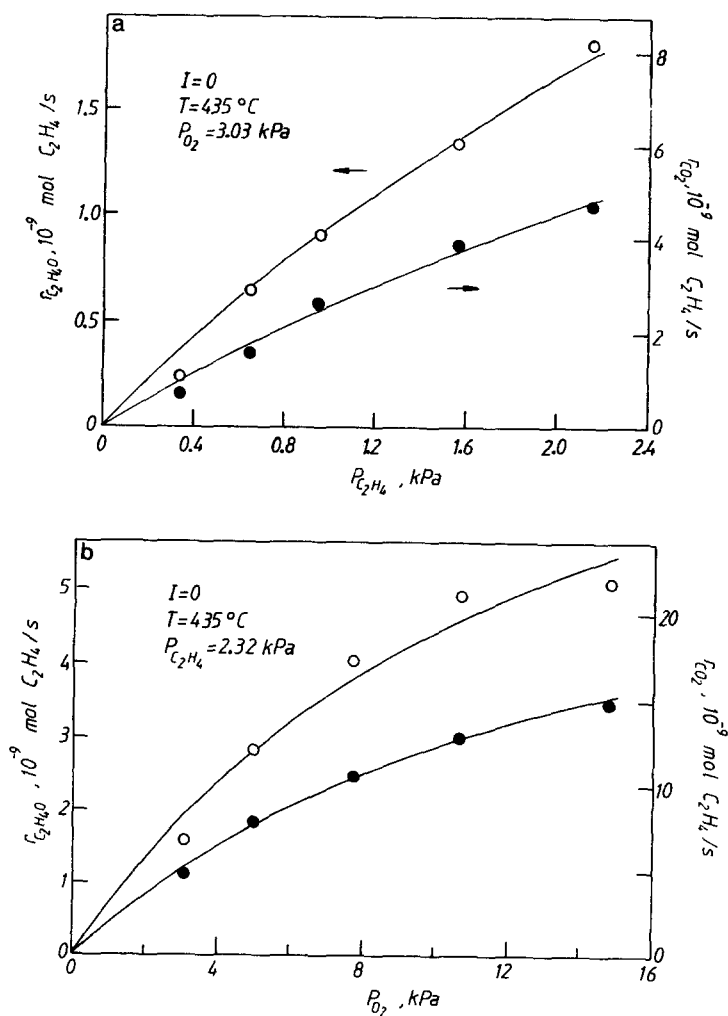 a
I=0
T=435 °C
P_O2 =3.03 kPa
r_C2H4O, 10^-9 mol C2H4/s
1.5
1.0
0.5
0
r_CO2, 10^-9 mol C2H4/s
8
6
4
2
0
0 0.4 0.8 1.2 1.6 2.0 2.4
P_C2H4 , kPa
b
I=0
T=435 °C
P_C2H4 =2.32 kPa
r_C2H4O, 10^-9 mol C2H4/s
5
4
3
2
1
0
r_CO2, 10^-9 mol C2H4/s
20
10
0
0 4 8 12 16
P_O2 , kPa